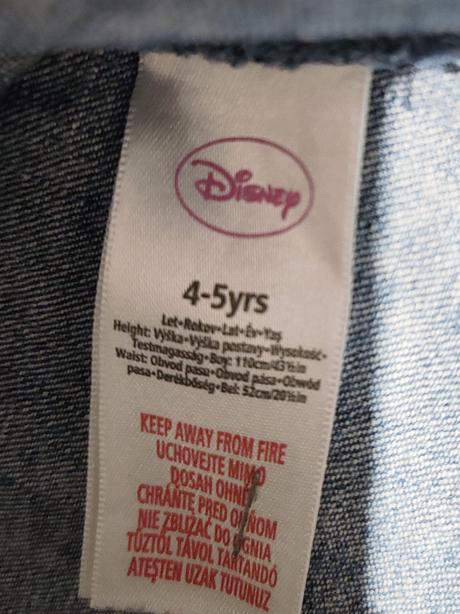 Disney
4-5yrs
Let•Rokov•Lat•Év•Yaş
Height: Výška•Výška postavy•Wysokość•
Testmagasság•Boy: 110cm/43½in
Waist: Obvod pasu•Obvod pása•Obwód
pasa•Derékbőség•Bel: 52cm/20½in
KEEP AWAY FROM FIRE
UCHOVEJTE MIMO
DOSAH OHNĚ
CHRÁŇTE PRED OHŇOM
NIE ZBLIŻAĆ DO OGNIA
TŰZTŐL TÁVOL TARTANDÓ
ATEŞTEN UZAK TUTUNUZ